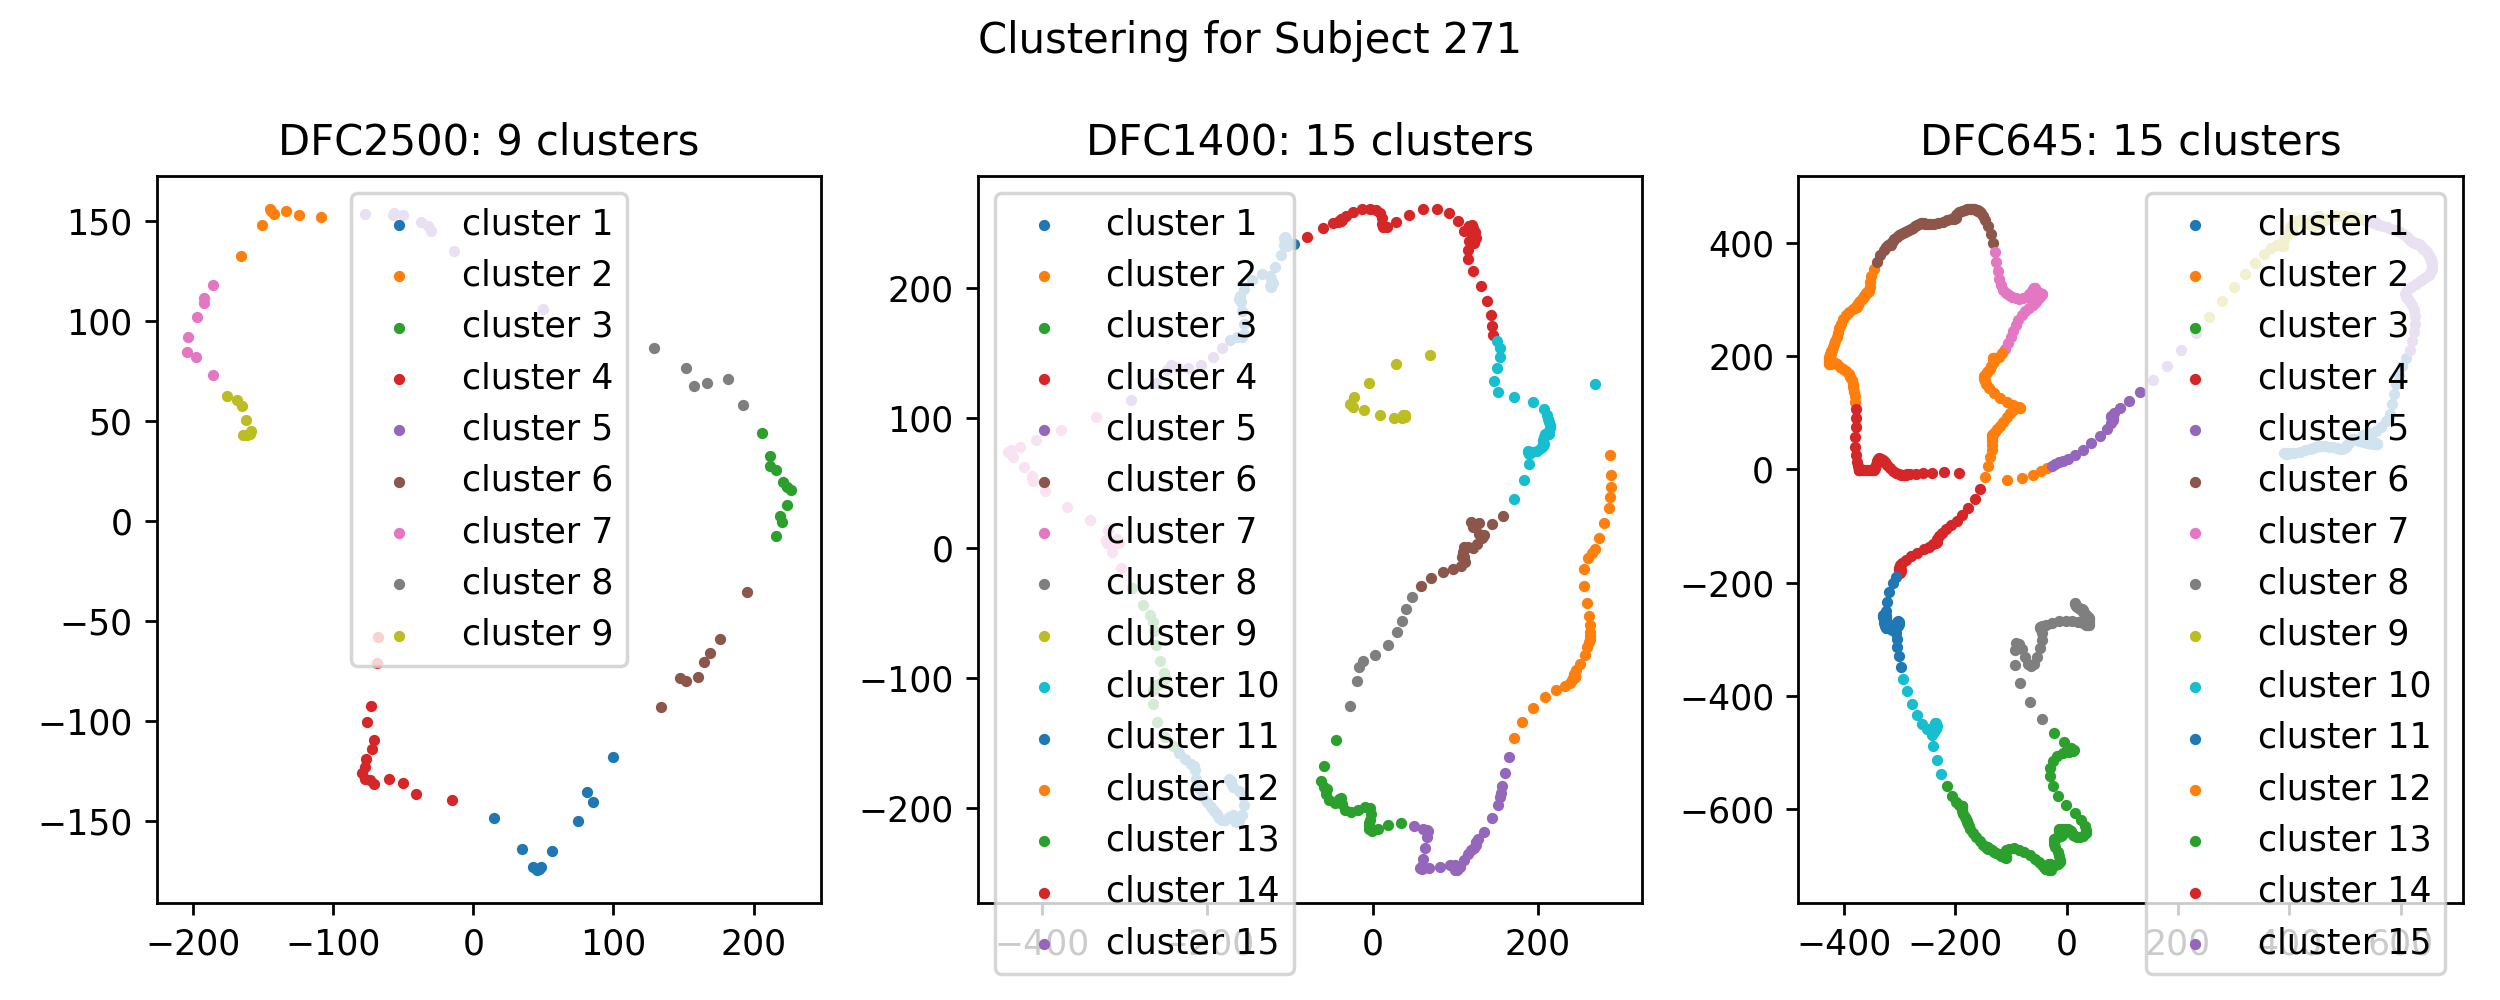 Clustering for Subject 271
DFC2500: 9 clusters
150
100
50
0
−50
−100
−150
−200
−100
0
100
200
cluster 1
cluster 2
cluster 3
cluster 4
cluster 5
cluster 6
cluster 7
cluster 8
cluster 9
DFC1400: 15 clusters
200
100
0
−100
−200
−400
−200
0
200
cluster 1
cluster 2
cluster 3
cluster 4
cluster 5
cluster 6
cluster 7
cluster 8
cluster 9
cluster 10
cluster 11
cluster 12
cluster 13
cluster 14
cluster 15
DFC645: 15 clusters
400
200
0
−200
−400
−600
−400
−200
0
200
400
600
cluster 1
cluster 2
cluster 3
cluster 4
cluster 5
cluster 6
cluster 7
cluster 8
cluster 9
cluster 10
cluster 11
cluster 12
cluster 13
cluster 14
cluster 15